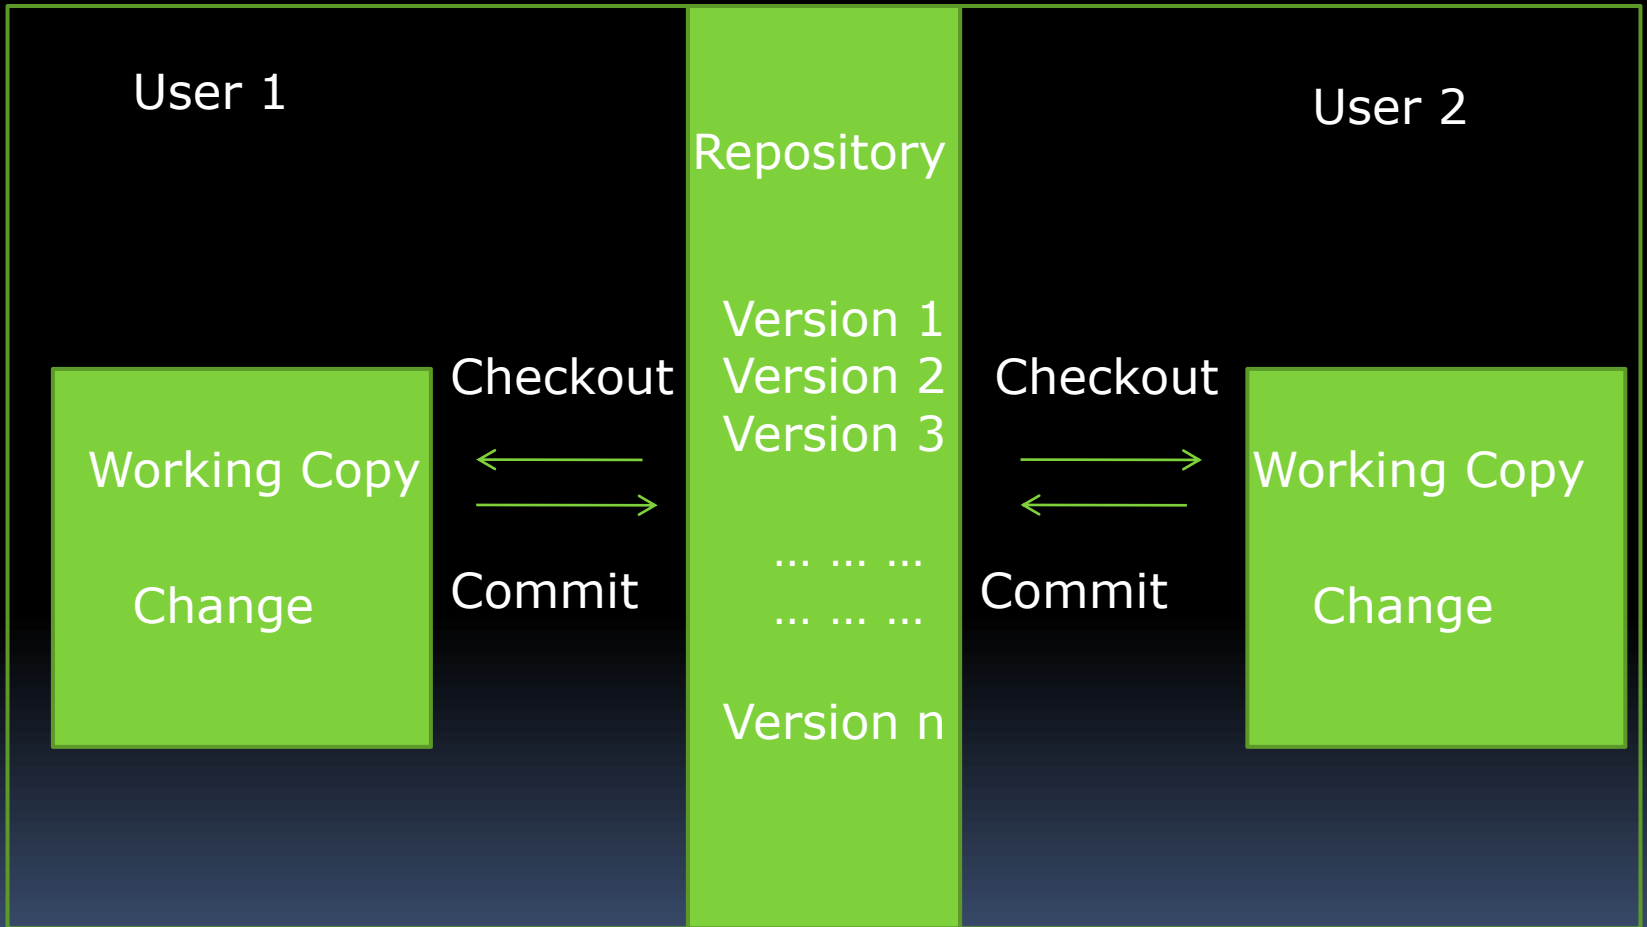 User 1
User 2
Repository
Version 1
Version 2
Version 3
... ... ...
... ... ...
Version n
Checkout
Commit
Checkout
Commit
Working Copy
Change
Working Copy
Change